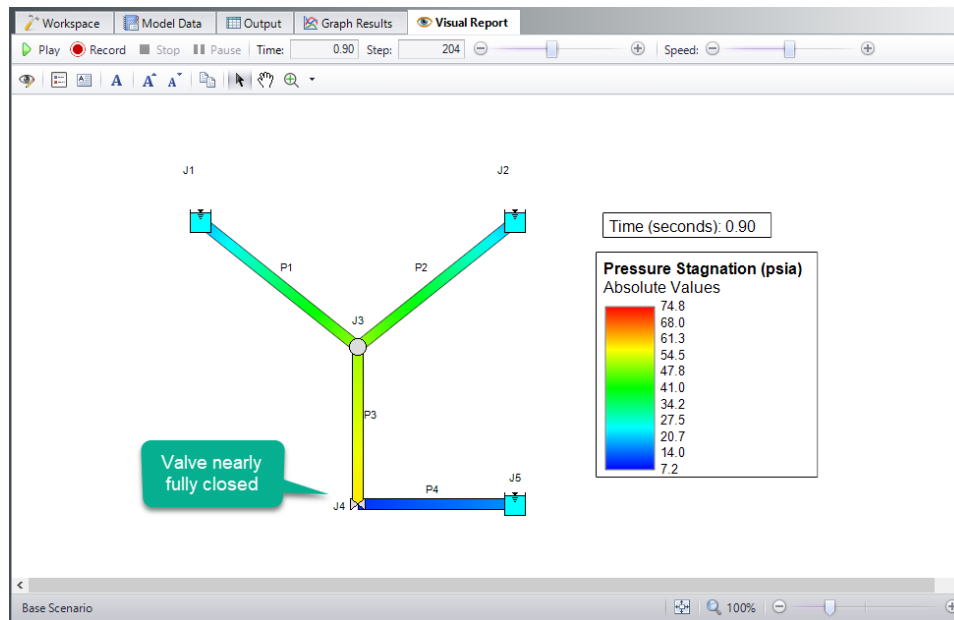 Workspace Model Data Output Graph Results Visual Report
Play Record Stop Pause Time: 0.90 Step: 204 Speed:
A A A
J1 J2
Time (seconds): 0.90
P1 P2
Pressure Stagnation (psia)
Absolute Values
74.8
68.0
61.3
54.5
47.8
41.0
34.2
27.5
20.7
14.0
7.2
J3
P3
Valve nearly
fully closed
J4 P4 J5
Base Scenario 100%